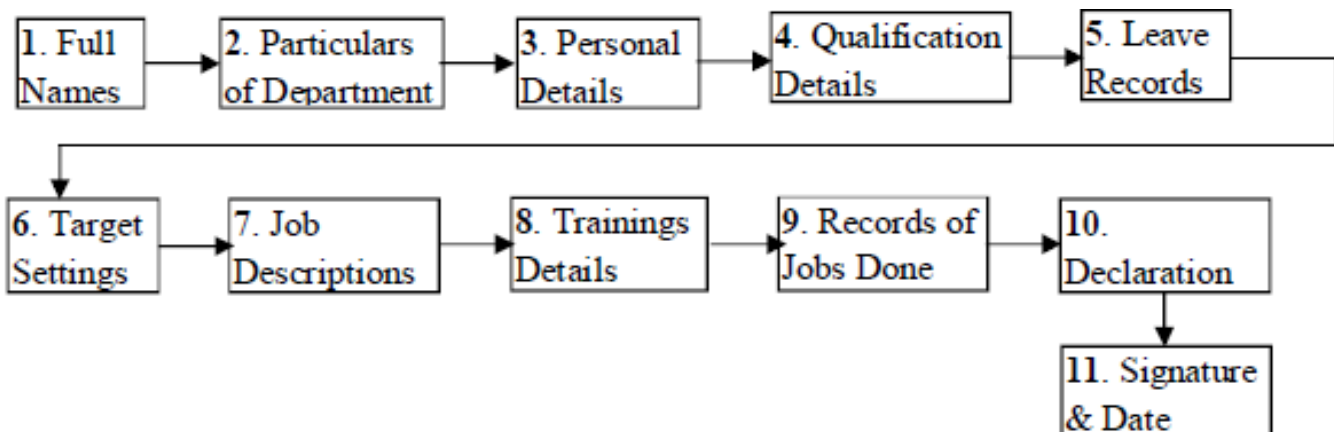 1. Full
Names
2. Particulars
of Department
3. Personal
Details
4. Qualification
Details
5. Leave
Records
6. Target
Settings
7. Job
Descriptions
8. Trainings
Details
9. Records of
Jobs Done
10.
Declaration
11. Signature
& Date